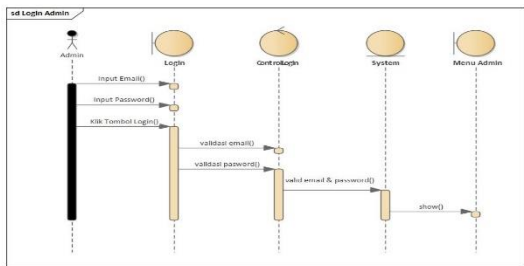 sd Login Admin
Admin
Login
ControlLogin
System
Menu Admin
Input Email()
Input Password()
Klik Tombol Login()
validasi email()
validasi pasword()
valid email & password()
show()